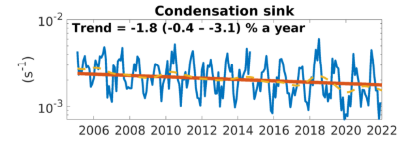 Condensation sink
Trend = -1.8 (-0.4 – -3.1) % a year
10⁻²
(s⁻¹)
10⁻³
2006 2008 2010 2012 2014 2016 2018 2020 2022